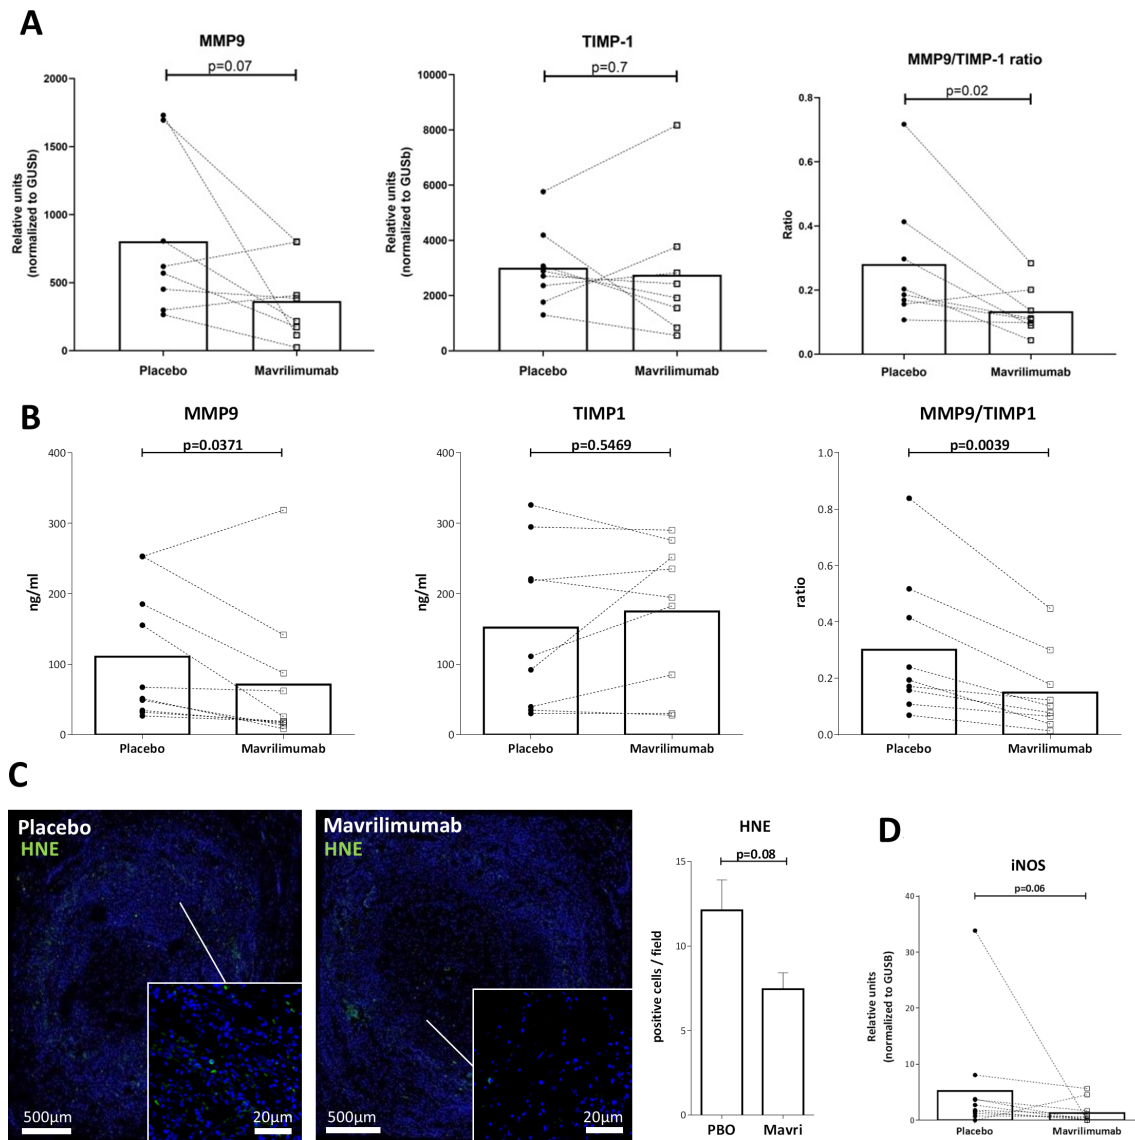 A
MMP9
p=0.07
Relative units
(normalized to GUSb)
2000
1500
1000
500
0
Placebo
Mavrilimumab
TIMP-1
p=0.7
Relative units
(normalized to GUSb)
10000
8000
6000
4000
2000
0
Placebo
Mavrilimumab
MMP9/TIMP-1 ratio
p=0.02
Ratio
0.8
0.6
0.4
0.2
0.0
Placebo
Mavrilimumab
B
MMP9
p=0.0371
ng/ml
400
300
200
100
0
Placebo
Mavrilimumab
TIMP1
p=0.5469
ng/ml
400
300
200
100
0
Placebo
Mavrilimumab
MMP9/TIMP1
p=0.0039
ratio
1.0
0.8
0.6
0.4
0.2
0.0
Placebo
Mavrilimumab
C
Placebo
HNE
500µm
20µm
Mavrilimumab
HNE
500µm
20µm
HNE
p=0.08
positive cells / field
15
10
5
0
PBO
Mavri
D
iNOS
p=0.06
Relative units
(normalized to GUSB)
40
30
20
10
0
Placebo
Mavrilimumab